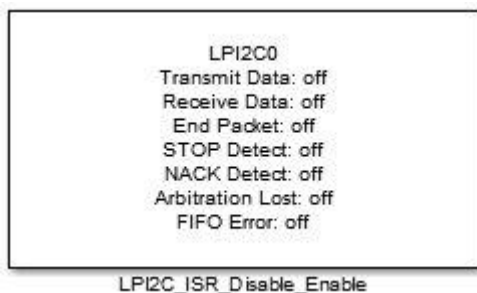 LPI2C0
Transmit Data: off
Receive Data: off
End Packet: off
STOP Detect: off
NACK Detect: off
Arbitration Lost: off
FIFO Error: off
LPI2C_ISR_Disable_Enable